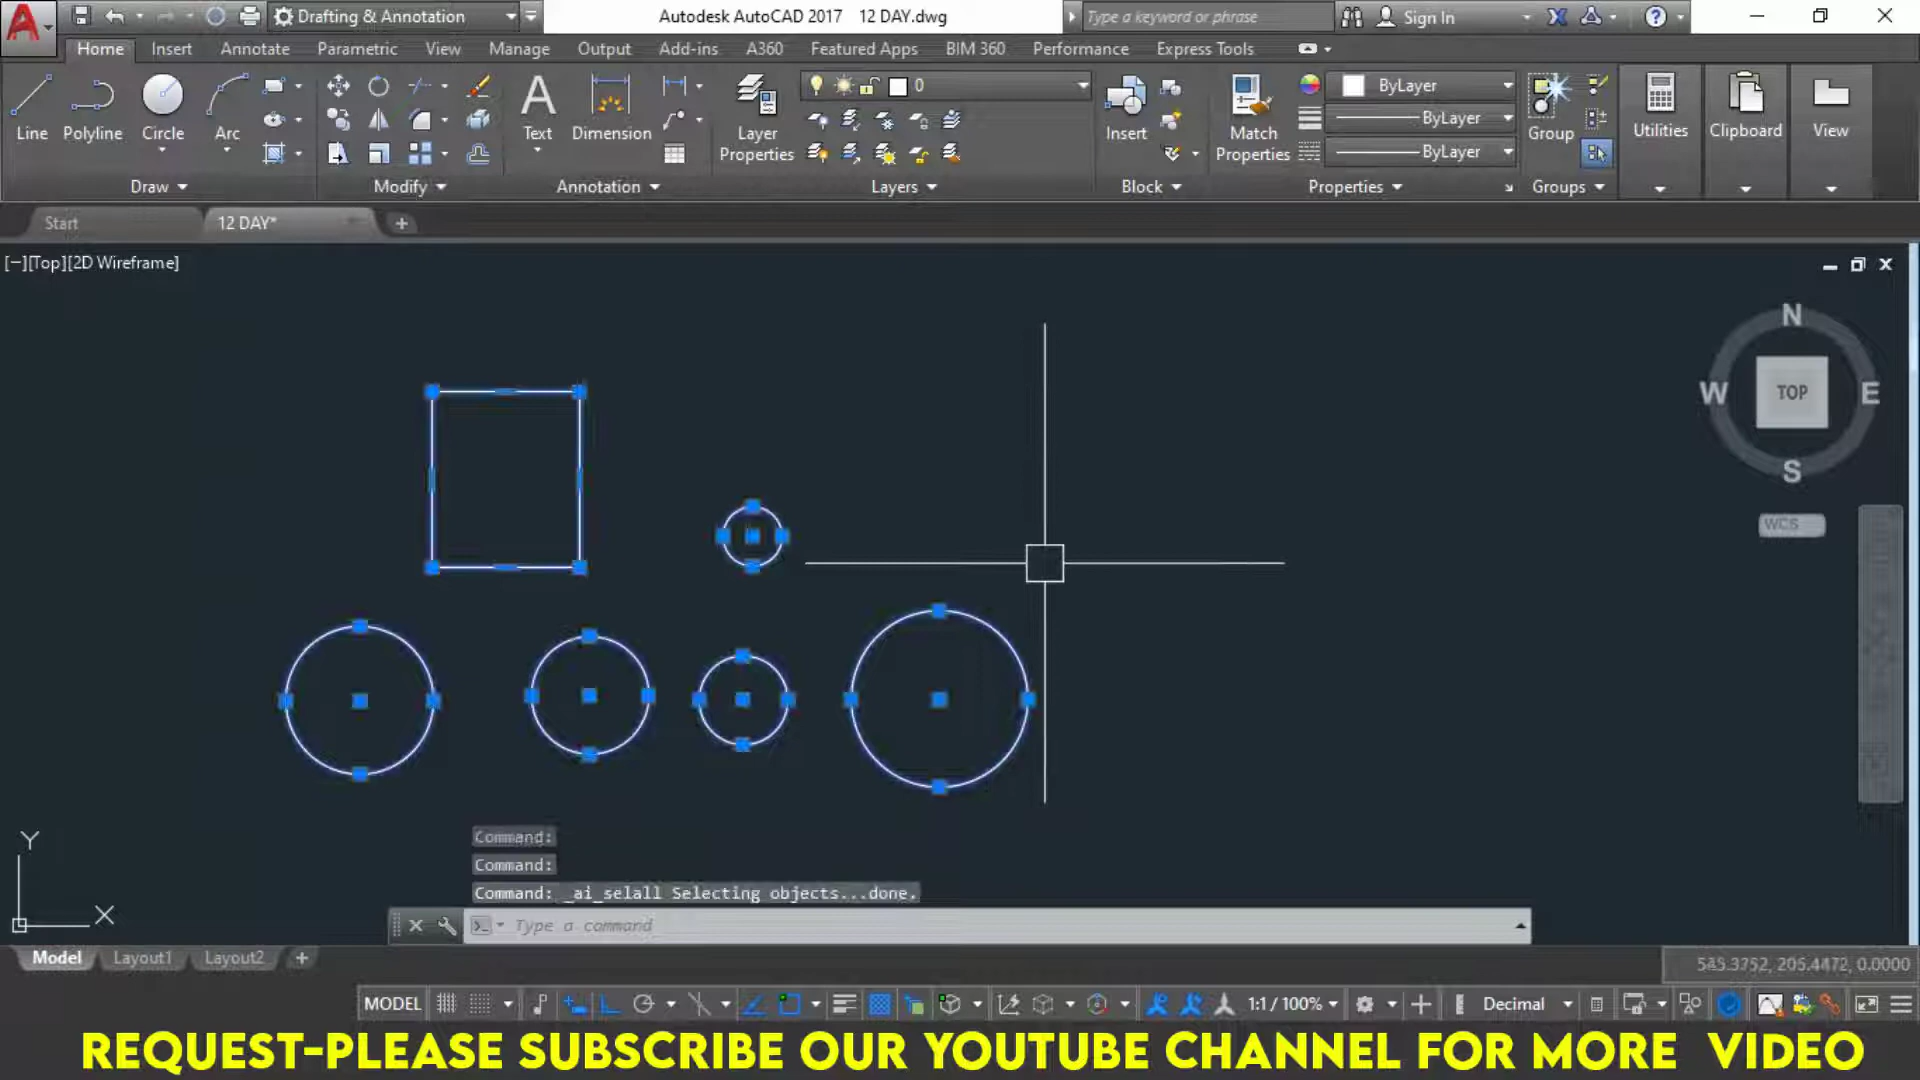 Drafting & Annotation
Autodesk AutoCAD 2017 12 DAY.dwg
Type a keyword or phrase
Sign In
Home Insert Annotate Parametric View Manage Output Add-ins A360 Featured Apps BIM 360 Performance Express Tools
Line Polyline Circle Arc
Text Dimension
Layer Properties
0
Insert
Match Properties
ByLayer
ByLayer
ByLayer
Group
Utilities
Clipboard
View
Draw Modify Annotation Layers Block Properties Groups
Start 12 DAY*
[−][Top][2D Wireframe]
N
W TOP E
S
WCS
Y
X
Command:
Command:
Command: _ai_selall Selecting objects...done.
Type a command
Model Layout1 Layout2
545.3752, 205.4472, 0.0000
MODEL 1:1 / 100% Decimal
REQUEST-PLEASE SUBSCRIBE OUR YOUTUBE CHANNEL FOR MORE VIDEO